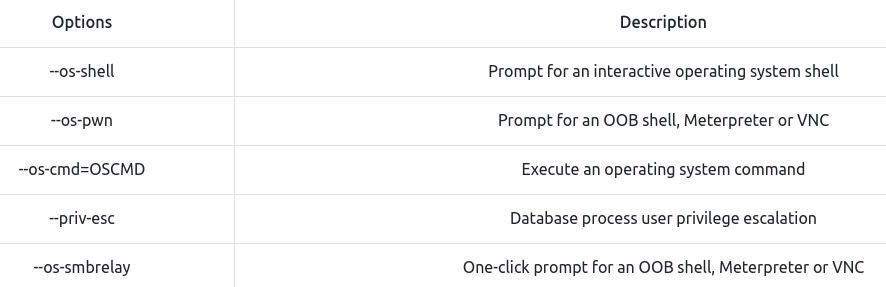 Options Description
--os-shell Prompt for an interactive operating system shell
--os-pwn Prompt for an OOB shell, Meterpreter or VNC
--os-cmd=OSCMD Execute an operating system command
--priv-esc Database process user privilege escalation
--os-smbrelay One-click prompt for an OOB shell, Meterpreter or VNC